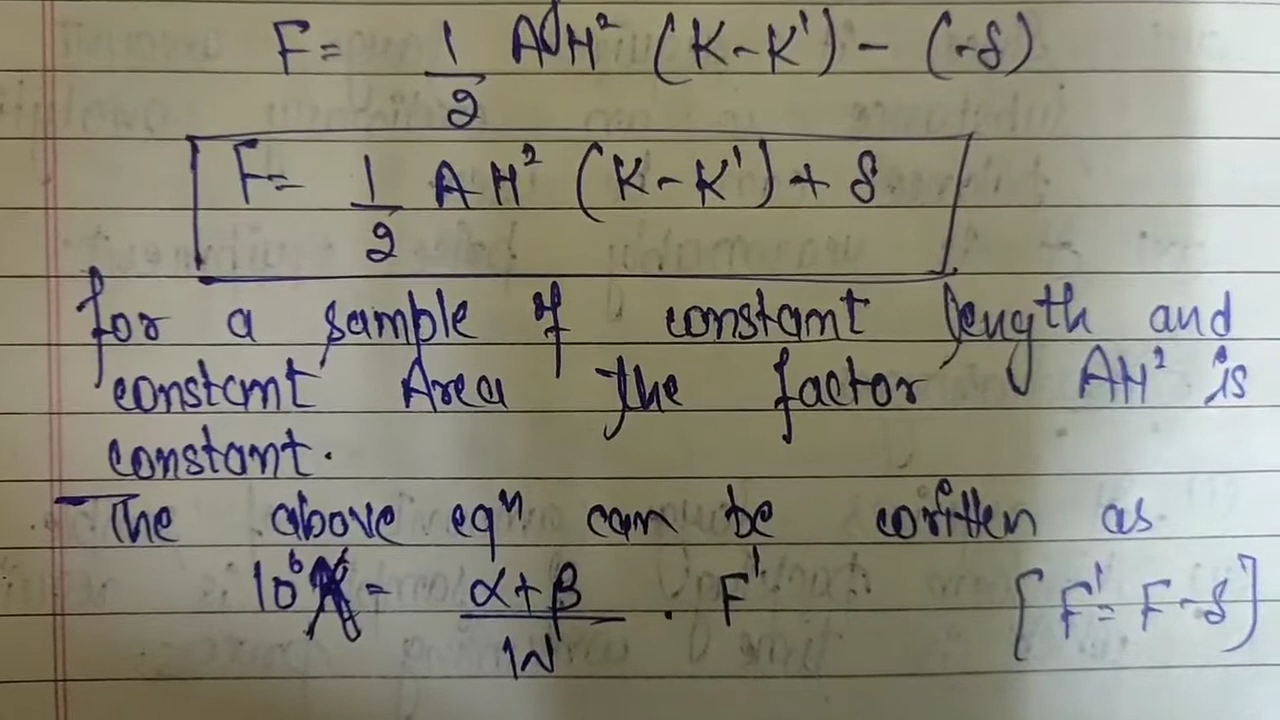 F = 1/2 AH² (K-K') - (-δ)
F = 1/2 AH² (K-K') + δ
for a sample of constant length and
constant Area the factor AH² is
constant.
The above eqⁿ can be written as
10⁶ χ = α+β/W · F' [F' = F-δ]